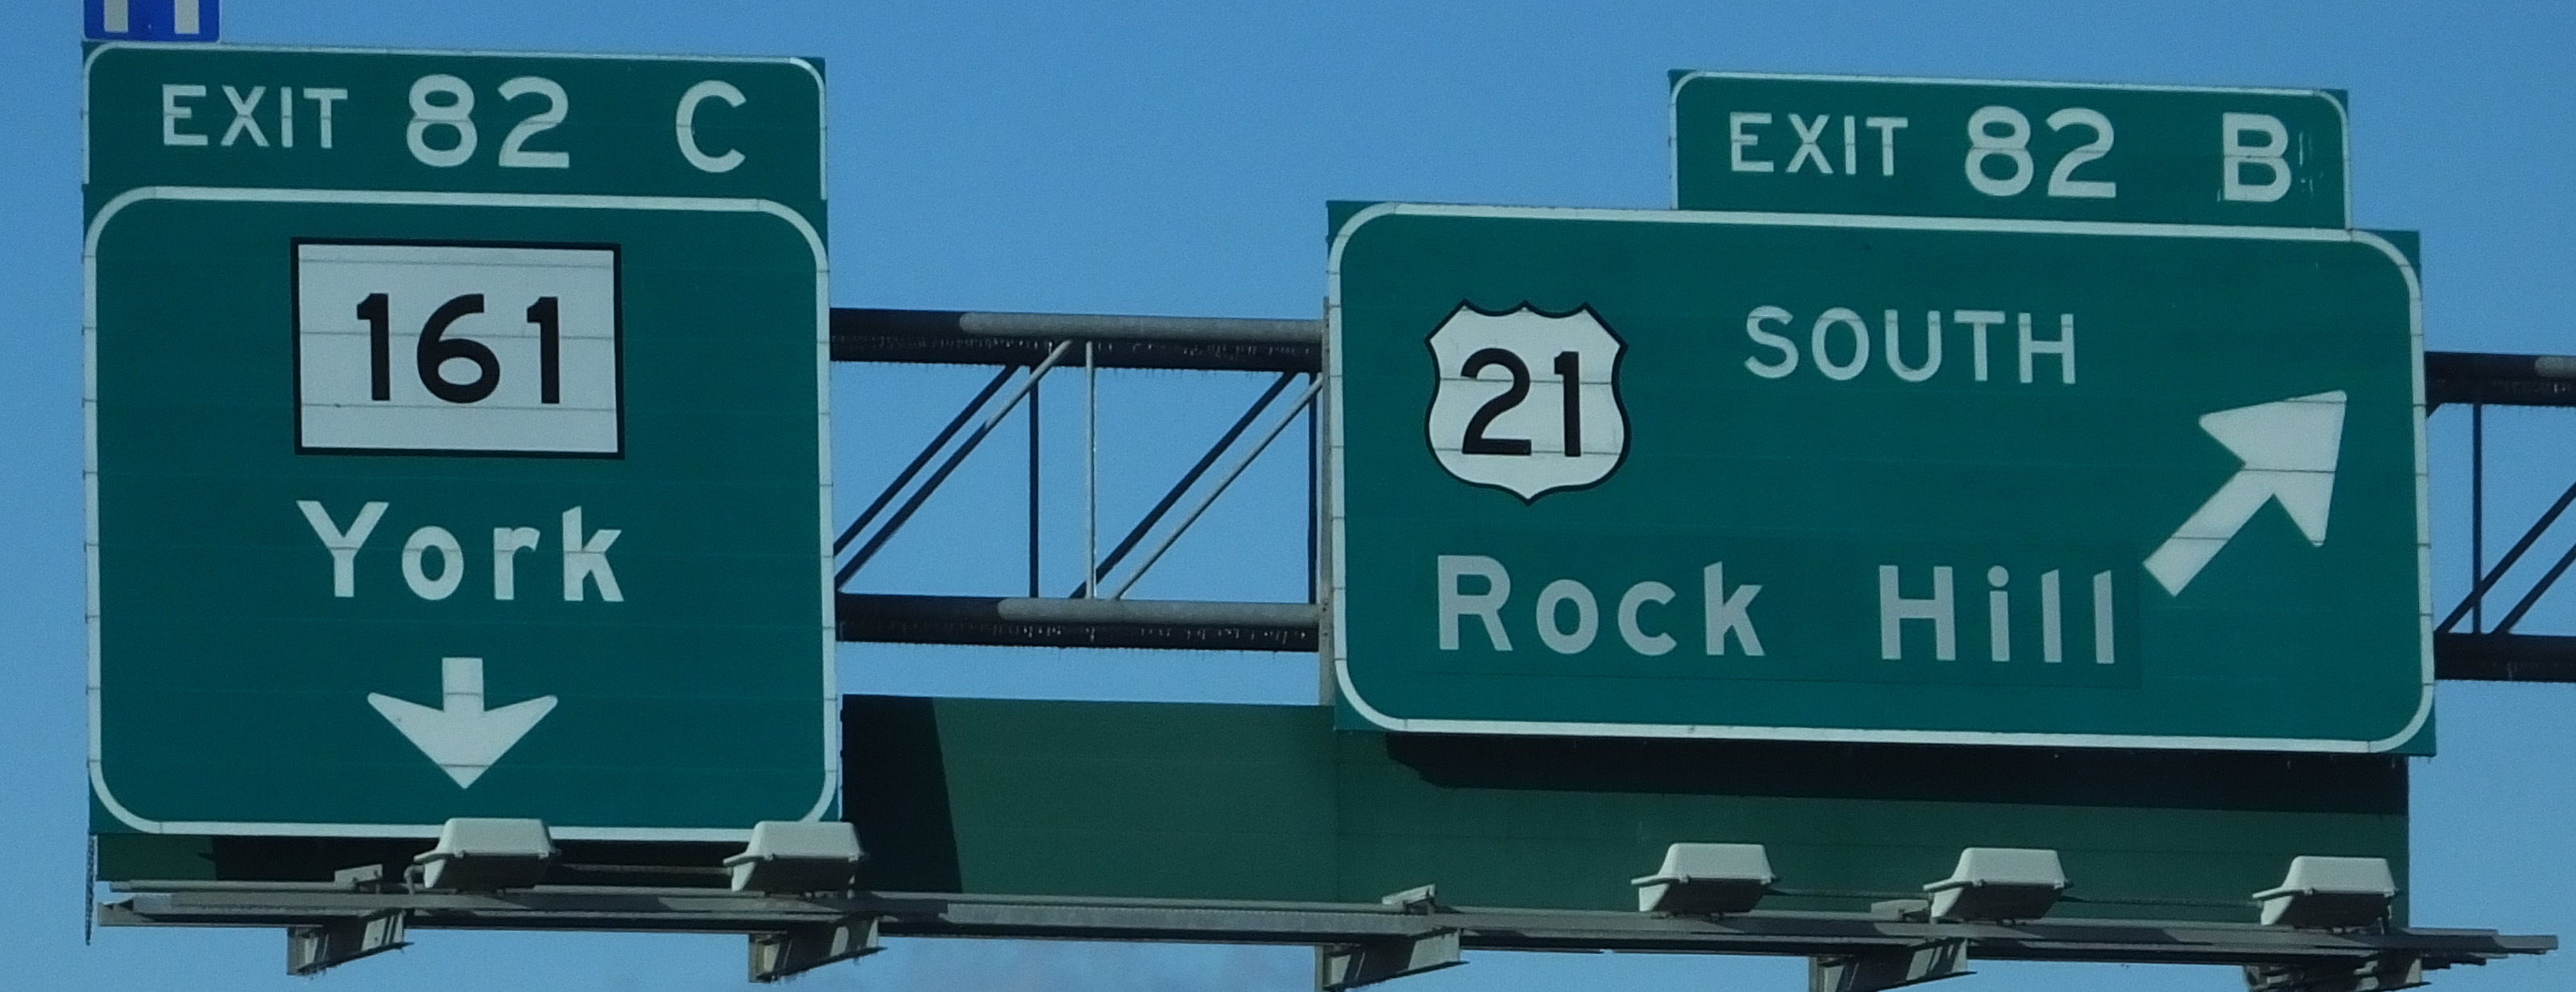 EXIT 82 C
161
York
EXIT 82 B
21 SOUTH
Rock Hill